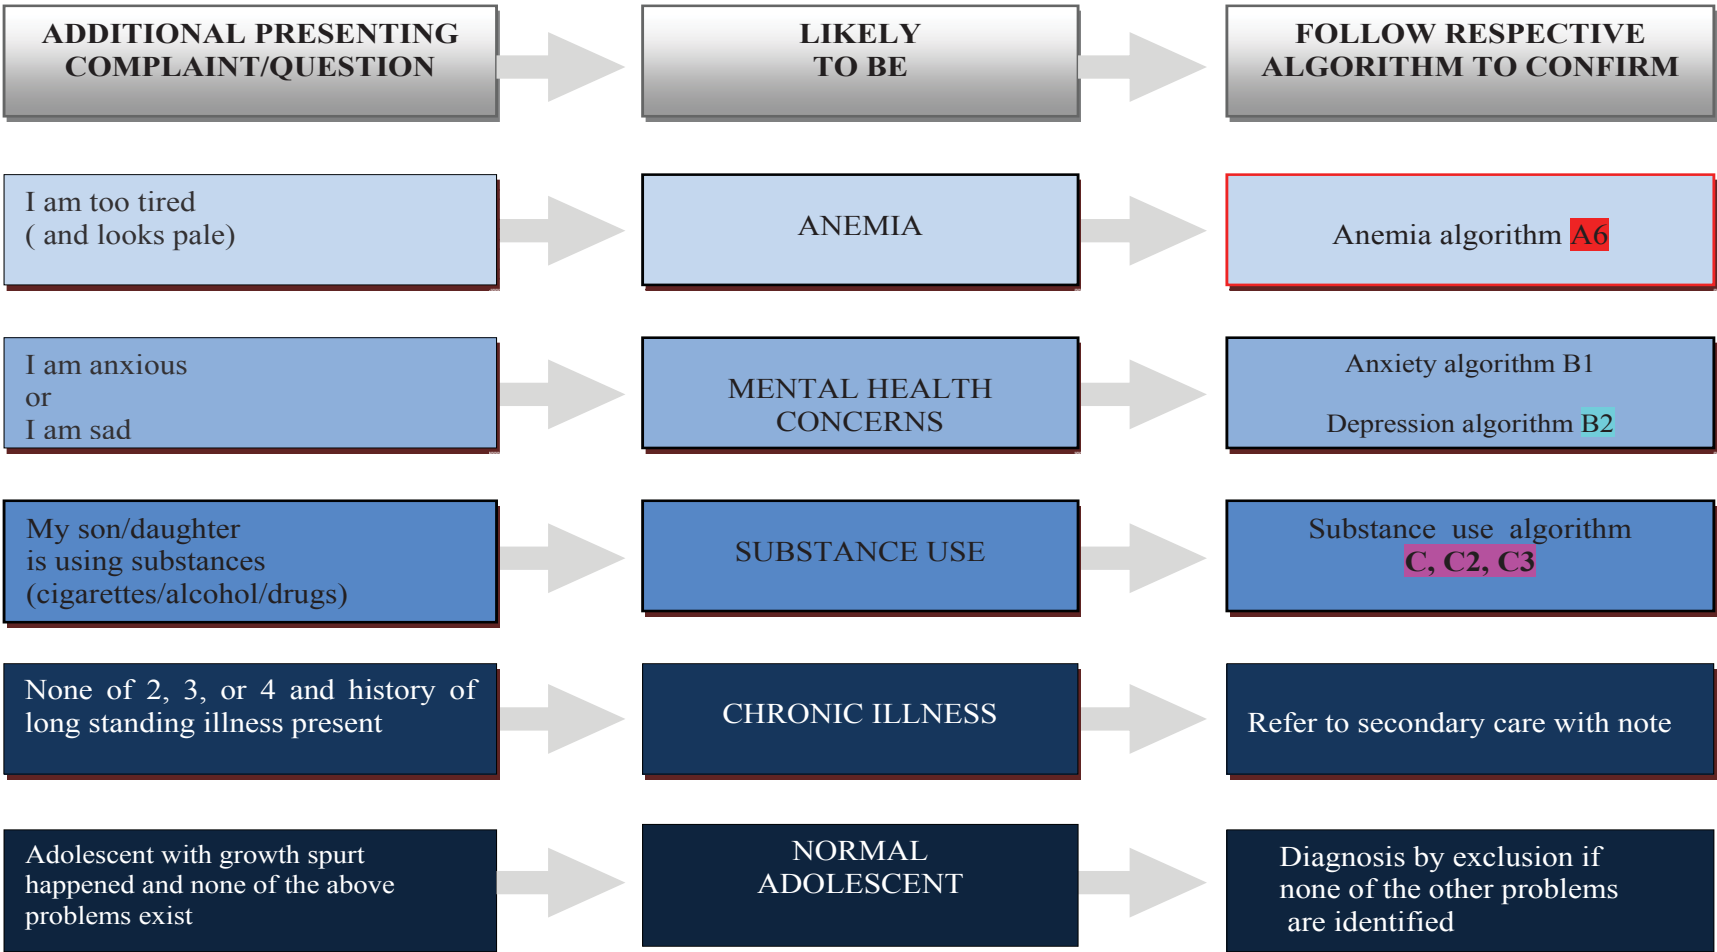 ADDITIONAL PRESENTING
COMPLAINT/QUESTION
LIKELY
TO BE
FOLLOW RESPECTIVE
ALGORITHM TO CONFIRM
I am too tired
( and looks pale)
ANEMIA
Anemia algorithm A6
I am anxious
or
I am sad
MENTAL HEALTH
CONCERNS
Anxiety algorithm B1
Depression algorithm B2
My son/daughter
is using substances
(cigarettes/alcohol/drugs)
SUBSTANCE USE
Substance use algorithm
C, C2, C3
None of 2, 3, or 4 and history of
long standing illness present
CHRONIC ILLNESS
Refer to secondary care with note
Adolescent with growth spurt
happened and none of the above
problems exist
NORMAL
ADOLESCENT
Diagnosis by exclusion if
none of the other problems
are identified